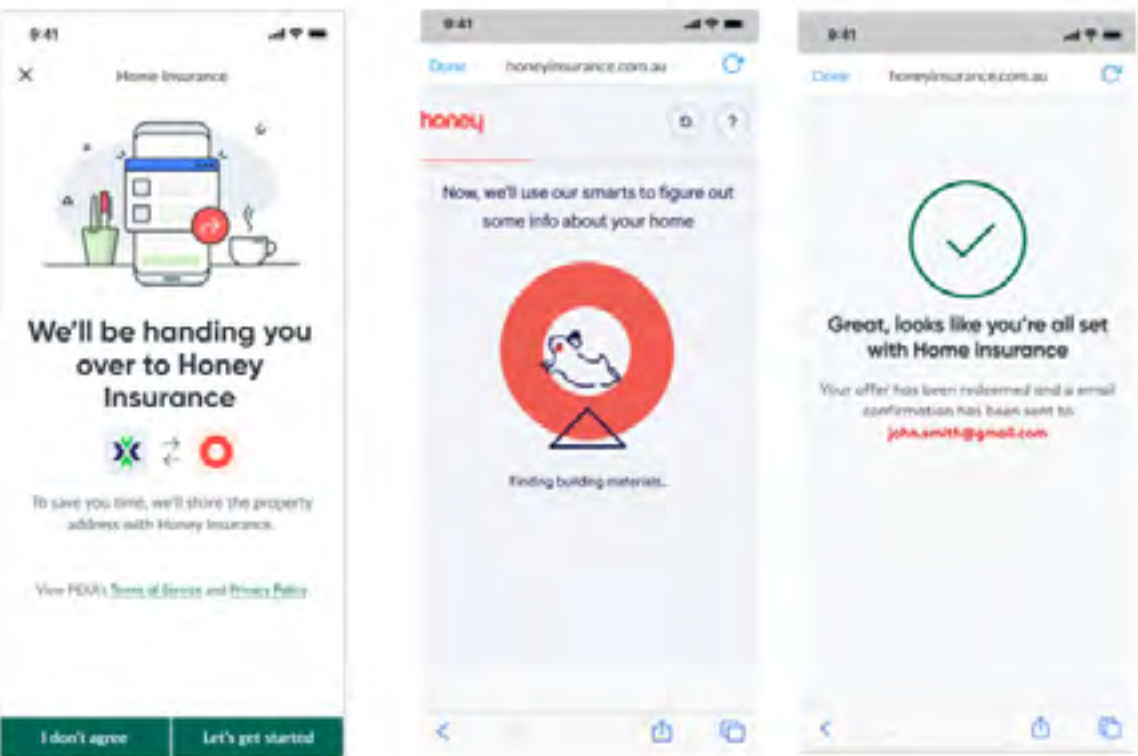 9:41
Home Insurance
We'll be handing you
over to Honey
Insurance
To save you time, we'll share the property
address with Honey Insurance.
View PEXA's Terms of Service and Privacy Policy
I don't agree
Let's get started
9:41
Done
honeyinsurance.com.au
honey
?
Now, we'll use our smarts to figure out
some info about your home
Finding building materials..
9:41
Done
honeyinsurance.com.au
Great, looks like you're all set
with Home insurance
Your offer has been redeemed and a email
confirmation has been sent to
john.smith@gmail.com